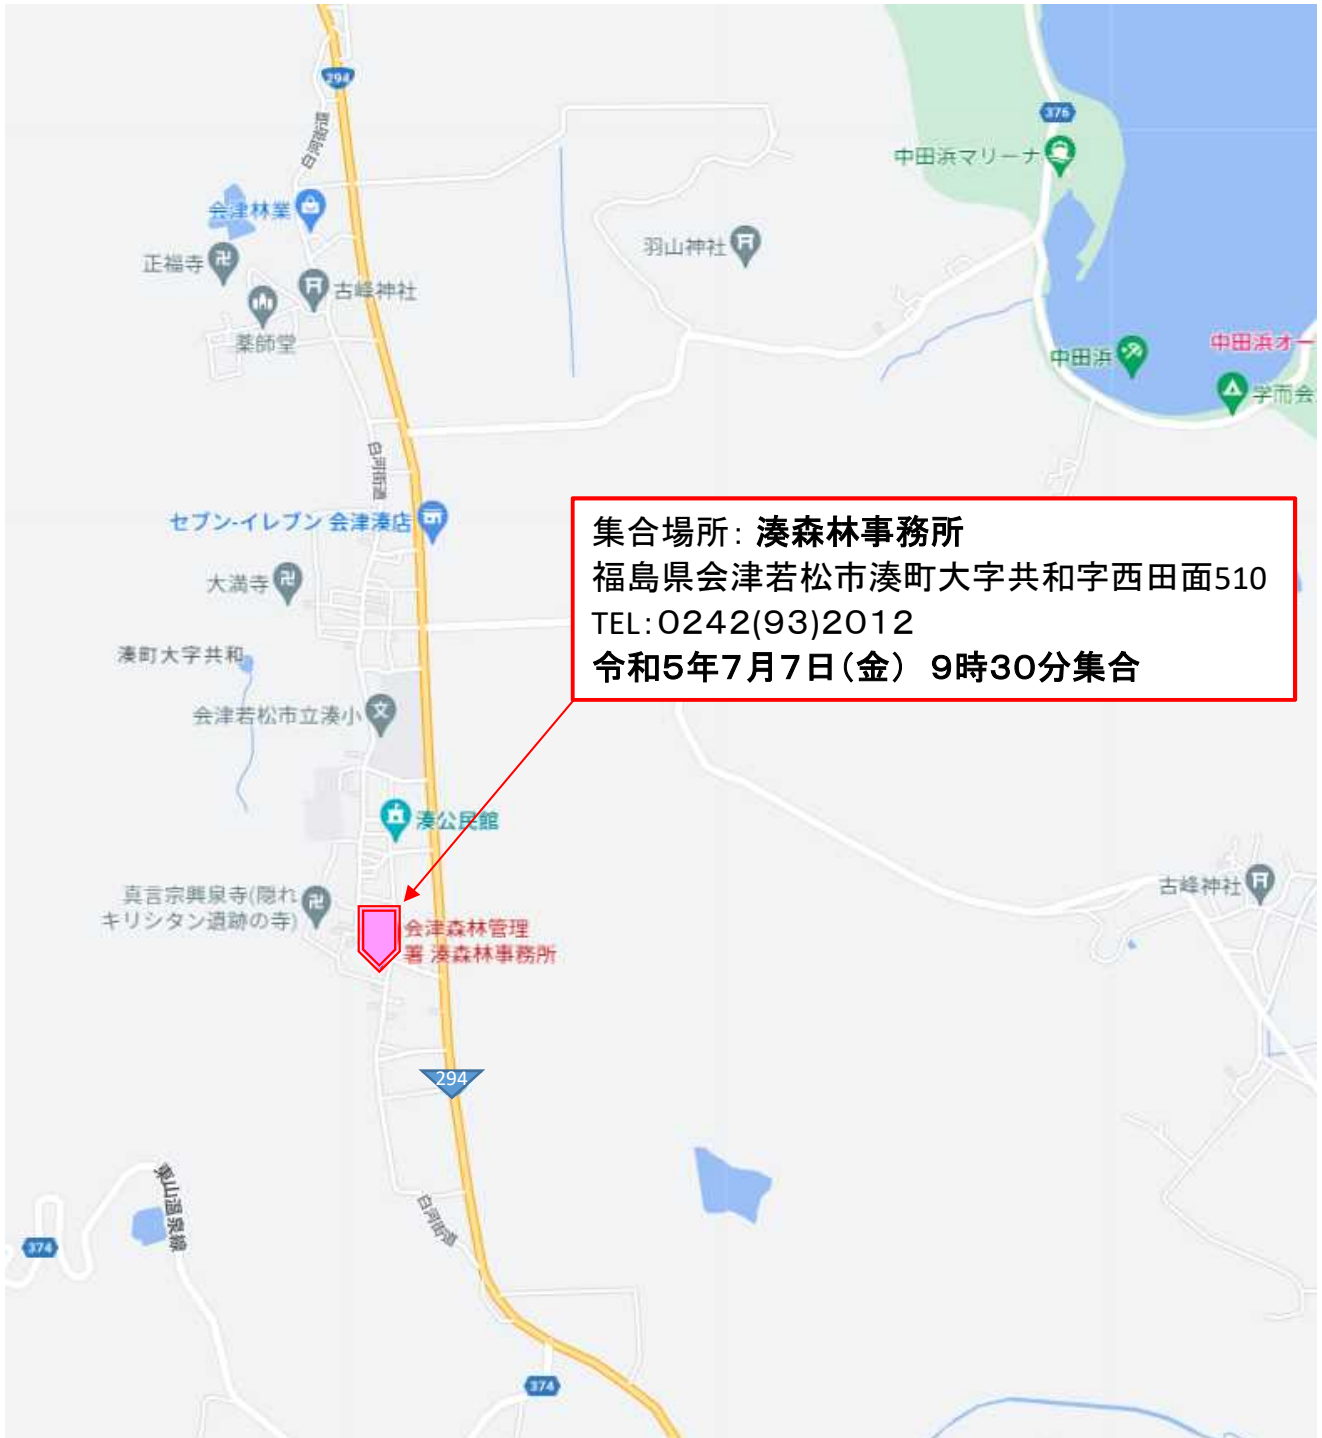 294
白河街道
376
中田浜マリーナ
会津林業
羽山神社
正福寺
古峰神社
薬師堂
中田浜オー
中田浜
学而会
白河街道
セブン-イレブン 会津湊店
集合場所：湊森林事務所
福島県会津若松市湊町大字共和字西田面510
TEL：0242(93)2012
令和5年7月7日（金） 9時30分集合
大満寺
湊町大字共和
会津若松市立湊小
湊公民館
真言宗興泉寺(隠れ
キリシタン遺跡の寺)
古峰神社
会津森林管理
署 湊森林事務所
294
東山温泉線
白河街道
374
374